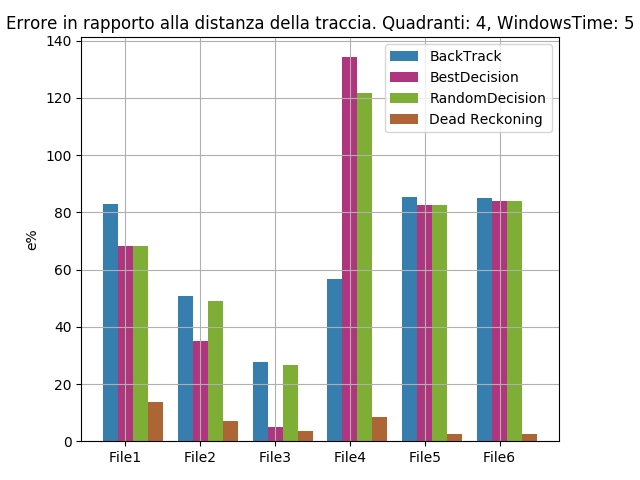 Errore in rapporto alla distanza della traccia. Quadranti: 4, WindowsTime: 5
140
120
100
80
60
40
20
0
e%
BackTrack
BestDecision
RandomDecision
Dead Reckoning
File1 File2 File3 File4 File5 File6